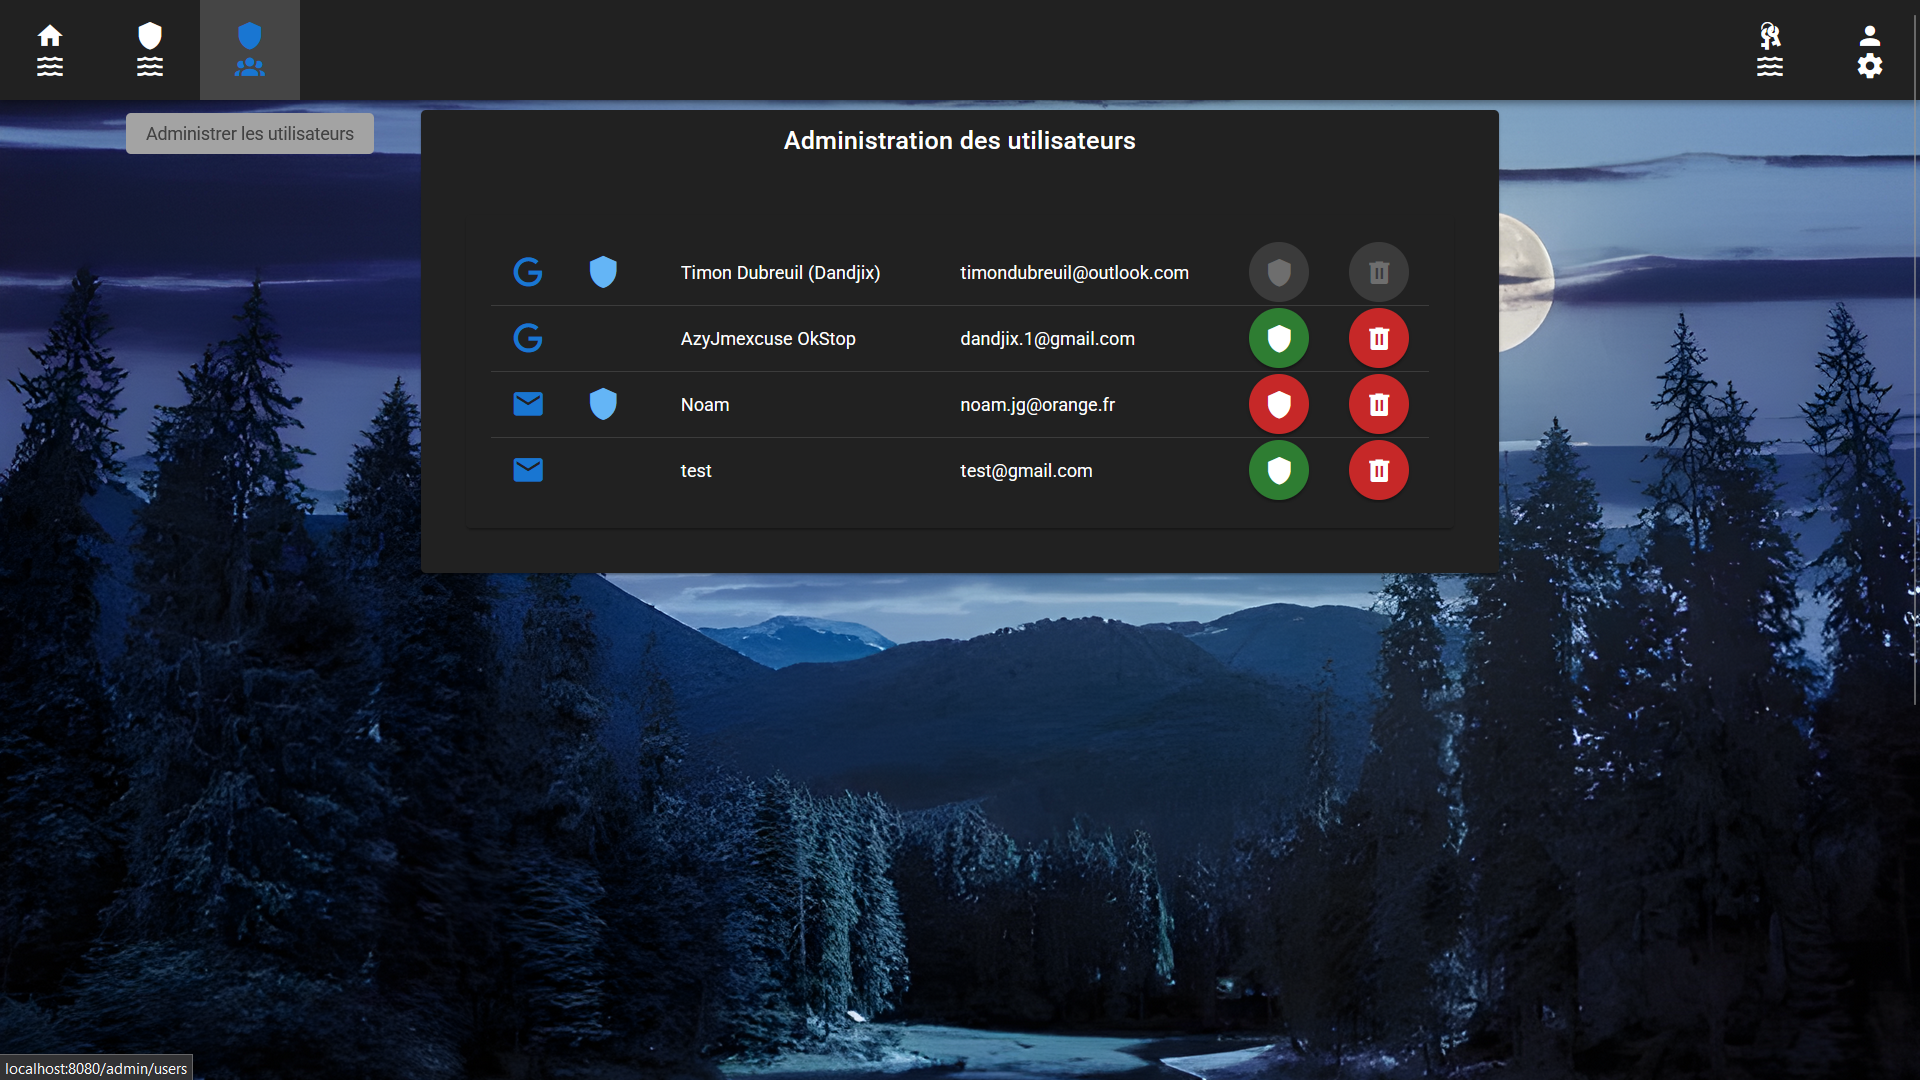 Administrer les utilisateurs
Administration des utilisateurs
Timon Dubreuil (Dandjix) timondubreuil@outlook.com
AzyJmexcuse OkStop dandjix.1@gmail.com
Noam noam.jg@orange.fr
test test@gmail.com
localhost:8080/admin/users